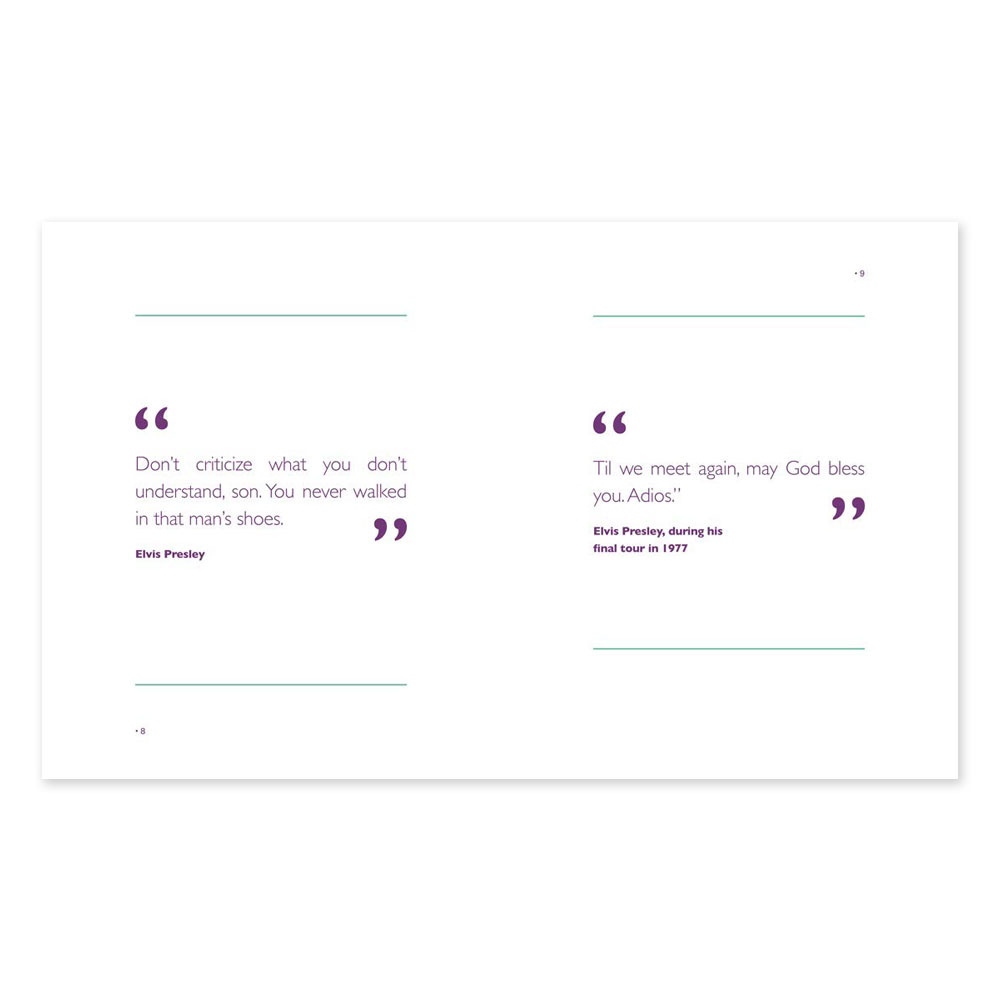 “
Don’t criticize what you don’t
understand, son. You never walked
in that man’s shoes.
”
Elvis Presley
• 8
• 9
“
Til we meet again, may God bless
you. Adios.”
”
Elvis Presley, during his
final tour in 1977